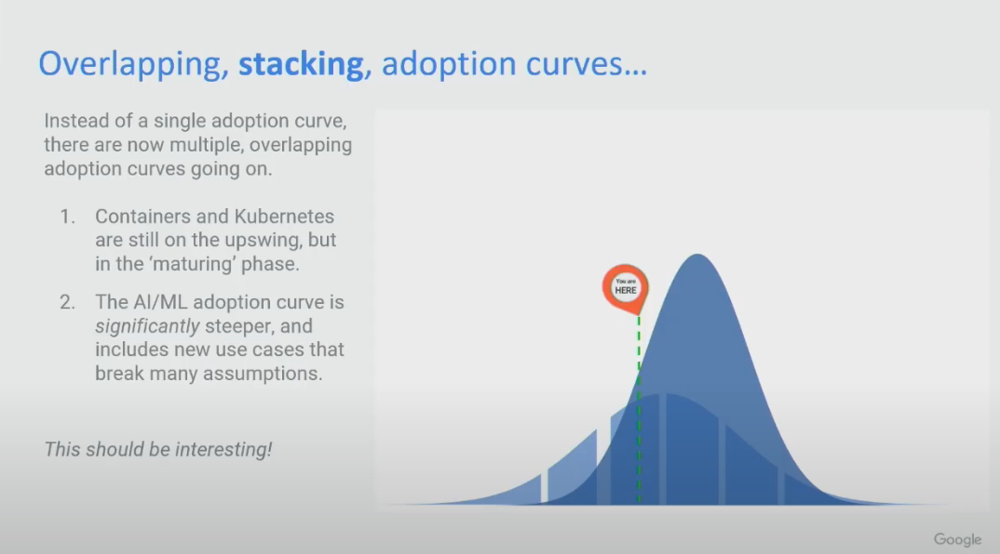 Overlapping, stacking, adoption curves…
Instead of a single adoption curve,
there are now multiple, overlapping
adoption curves going on.
1. Containers and Kubernetes
are still on the upswing, but
in the ‘maturing’ phase.
2. The AI/ML adoption curve is
significantly steeper, and
includes new use cases that
break many assumptions.
This should be interesting!
You are
HERE
Google